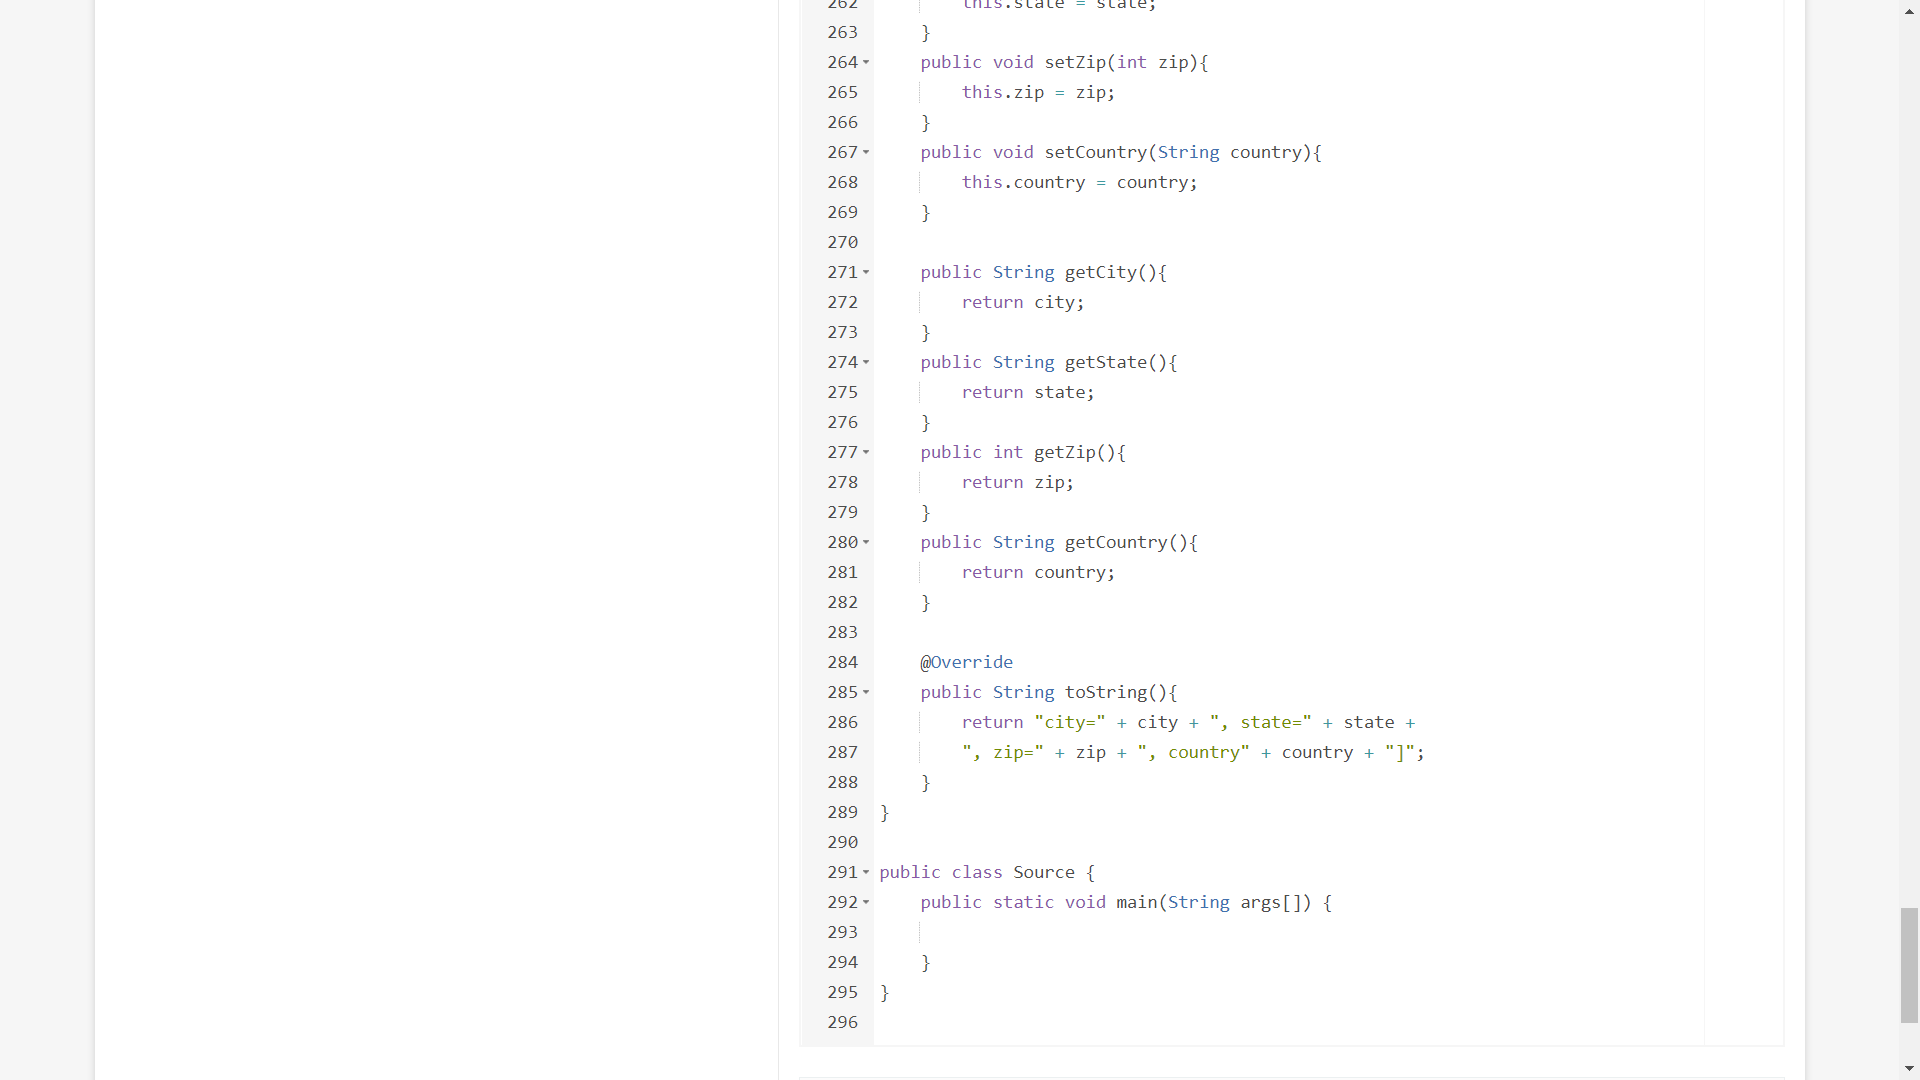 262 this.state = state;
263 }
264 public void setZip(int zip){
265 this.zip = zip;
266 }
267 public void setCountry(String country){
268 this.country = country;
269 }
270
271 public String getCity(){
272 return city;
273 }
274 public String getState(){
275 return state;
276 }
277 public int getZip(){
278 return zip;
279 }
280 public String getCountry(){
281 return country;
282 }
283
284 @Override
285 public String toString(){
286 return "city=" + city + ", state=" + state +
287 ", zip=" + zip + ", country" + country + "]";
288 }
289 }
290
291 public class Source {
292 public static void main(String args[]) {
293
294 }
295 }
296